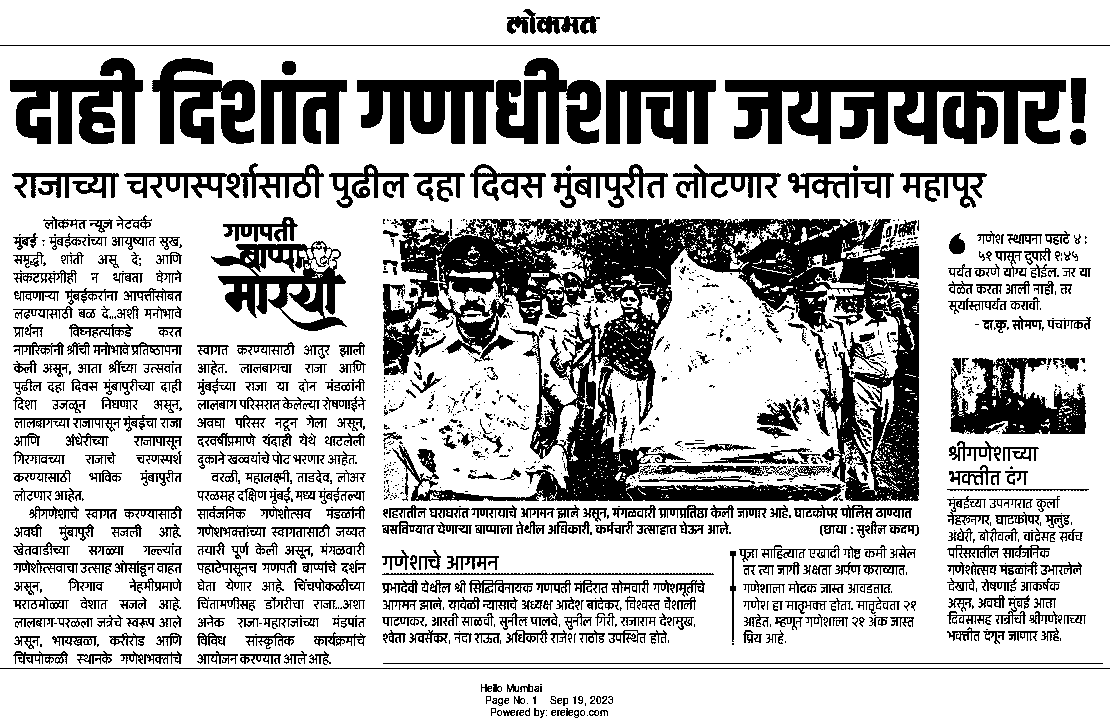 लोकमत
दाही दिशांत गणाधीशाचा जयजयकार!
राजाच्या चरणस्पर्शासाठी पुढील दहा दिवस मुंबापुरीत लोटणार भक्तांचा महापूर
लोकमत न्यूज नेटवर्क
मुंबई : मुंबईकरांच्या आयुष्यात सुख,
समृद्धी, शांती असू दे; आणि
संकटप्रसंगीही न थांबता वेगाने
धावणाऱ्या मुंबईकरांना आपत्तींसोबत
लढण्यासाठी बळ दे...अशी मनोभावे
प्रार्थना विघ्नहर्त्याकडे करत
नागरिकांनी श्रींची मनोभावे प्रतिष्ठापना
केली असून, आता श्रींच्या उत्सवांत
पुढील दहा दिवस मुंबापुरीच्या दाही
दिशा उजळून निघणार असून,
लालबागच्या राजापासून मुंबईचा राजा
आणि अंधेरीच्या राजापासून
गिरगावच्या राजाचे चरणस्पर्श
करण्यासाठी भाविक मुंबापुरीत
लोटणार आहेत.
श्रीगणेशाचे स्वागत करण्यासाठी
अवघी मुंबापुरी सजली आहे.
खेतवाडीच्या सगळ्या गल्ल्यांत
गणेशोत्सवाचा उत्साह ओसांडून वाहत
असून, गिरगाव नेहमीप्रमाणे
मराठमोळ्या वेशात सजले आहे.
लालबाग-परळला जत्रेचे स्वरूप आले
असून, भायखळा, करीरोड आणि
चिंचपोकळी स्थानके गणेशभक्तांचे
गणपती
बाप्पा
मोरया
स्वागत करण्यासाठी आतुर झाली
आहेत. लालबागचा राजा आणि
मुंबईच्या राजा या दोन मंडळांनी
लालबाग परिसरात केलेल्या रोषणाईने
अवघा परिसर नटून गेला असून,
दरवर्षीप्रमाणे यंदाही येथे थाटलेली
दुकाने खवय्यांचे पोट भरणार आहेत.
वरळी, महालक्ष्मी, ताडदेव, लोअर
परळसह दक्षिण मुंबई, मध्य मुंबईतल्या
सार्वजनिक गणेशोत्सव मंडळांनी
गणेशभक्तांच्या स्वागतासाठी जय्यत
तयारी पूर्ण केली असून, मंगळवारी
पहाटेपासूनच गणपती बाप्पांचे दर्शन
घेता येणार आहे. चिंचपोकळीच्या
चिंतामणीसह डोंगरीचा राजा...अशा
अनेक राजा-महाराजांच्या मंडपांत
विविध सांस्कृतिक कार्यक्रमांचे
आयोजन करण्यात आले आहे.
शहरातील घराघरांत गणरायाचे आगमन झाले असून, मंगळवारी प्राणप्रतिष्ठा केली जाणार आहे. घाटकोपर पोलिस ठाण्यात
बसविण्यात येणाऱ्या बाप्पाला तेथील अधिकारी, कर्मचारी उत्साहात घेऊन आले. (छाया : सुशील कदम)
गणेशाचे आगमन
प्रभादेवी येथील श्री सिद्धिविनायक गणपती मंदिरात सोमवारी गणेशमूर्तीचे
आगमन झाले. यावेळी न्यासाचे अध्यक्ष आदेश बांदेकर, विश्वस्त वैशाली
पाटणकर, आरती साळवी, सुनील पालवे, सुनील गिरी, राजाराम देशमुख,
श्वेता अवसेकर, नंदा राऊत, अधिकारी राजेश राठोड उपस्थित होते.
पूजा साहित्यात एखादी गोष्ट कमी असेल
तर त्या जागी अक्षता अर्पण कराव्यात.
गणेशाला मोदक जास्त आवडतात.
गणेश हा मातृभक्त होता. मातृदेवता २१
आहेत. म्हणून गणेशाला २१ अंक जास्त
प्रिय आहे.
गणेश स्थापना पहाटे ४ :
५१ पासून दुपारी १:४५
पर्यंत करणे योग्य होईल. जर या
वेळेत करता आली नाही, तर
सूर्यास्तापर्यंत करावी.
- दा.कृ. सोमण, पंचांगकर्ते
श्रीगणेशाच्या
भक्तीत दंग
मुंबईच्या उपनगरात कुर्ला
नेहरूनगर, घाटकोपर, मुलुंड,
अंधेरी, बोरीवली, वांद्रेसह सर्वच
परिसरातील सार्वजनिक
गणेशोत्सव मंडळांनी उभारलेले
देखावे, रोषणाई आकर्षक
असून, अवघी मुंबई आता
दिवसासह रात्रीची श्रीगणेशाच्या
भक्तीत दंगून जाणार आहे.
Hello Mumbai
Page No. 1 Sep 19, 2023
Powered by: erelego.com